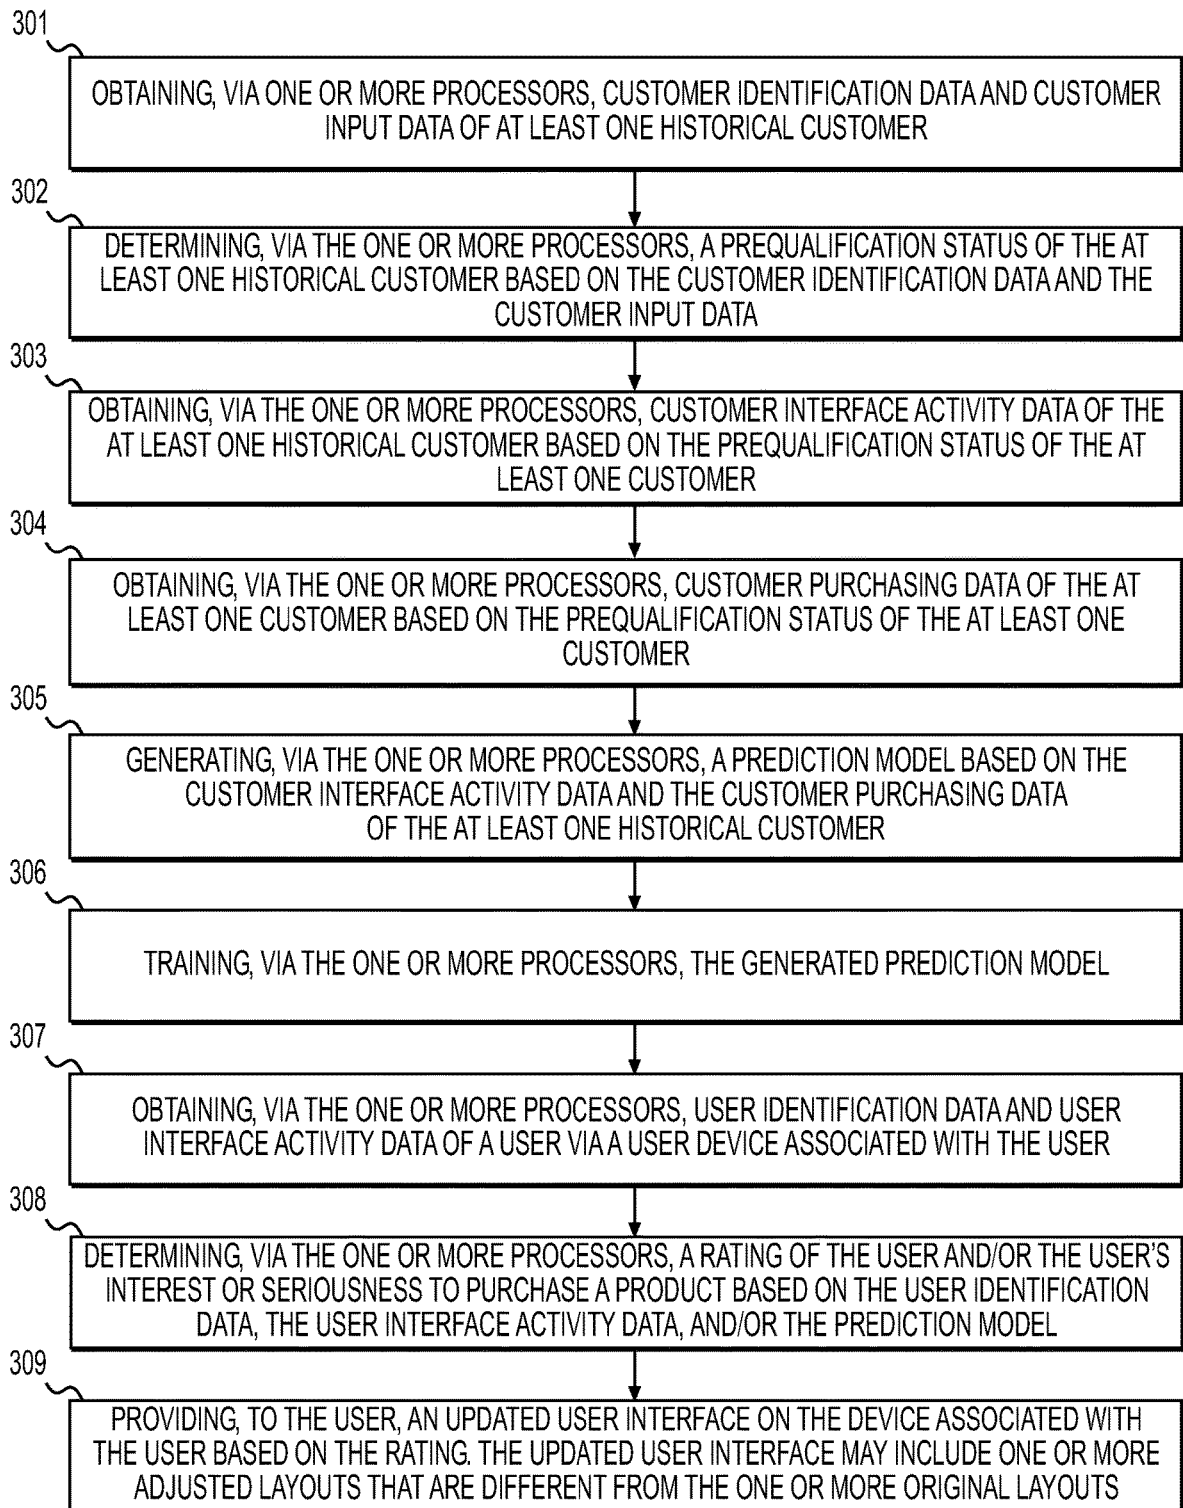 301
OBTAINING, VIA ONE OR MORE PROCESSORS, CUSTOMER IDENTIFICATION DATA AND CUSTOMER
INPUT DATA OF AT LEAST ONE HISTORICAL CUSTOMER
302
DETERMINING, VIA THE ONE OR MORE PROCESSORS, A PREQUALIFICATION STATUS OF THE AT
LEAST ONE HISTORICAL CUSTOMER BASED ON THE CUSTOMER IDENTIFICATION DATA AND THE
CUSTOMER INPUT DATA
303
OBTAINING, VIA THE ONE OR MORE PROCESSORS, CUSTOMER INTERFACE ACTIVITY DATA OF THE
AT LEAST ONE HISTORICAL CUSTOMER BASED ON THE PREQUALIFICATION STATUS OF THE AT
LEAST ONE CUSTOMER
304
OBTAINING, VIA THE ONE OR MORE PROCESSORS, CUSTOMER PURCHASING DATA OF THE AT
LEAST ONE CUSTOMER BASED ON THE PREQUALIFICATION STATUS OF THE AT LEAST ONE
CUSTOMER
305
GENERATING, VIA THE ONE OR MORE PROCESSORS, A PREDICTION MODEL BASED ON THE
CUSTOMER INTERFACE ACTIVITY DATA AND THE CUSTOMER PURCHASING DATA
OF THE AT LEAST ONE HISTORICAL CUSTOMER
306
TRAINING, VIA THE ONE OR MORE PROCESSORS, THE GENERATED PREDICTION MODEL
307
OBTAINING, VIA THE ONE OR MORE PROCESSORS, USER IDENTIFICATION DATA AND USER
INTERFACE ACTIVITY DATA OF A USER VIA A USER DEVICE ASSOCIATED WITH THE USER
308
DETERMINING, VIA THE ONE OR MORE PROCESSORS, A RATING OF THE USER AND/OR THE USER'S
INTEREST OR SERIOUSNESS TO PURCHASE A PRODUCT BASED ON THE USER IDENTIFICATION
DATA, THE USER INTERFACE ACTIVITY DATA, AND/OR THE PREDICTION MODEL
309
PROVIDING, TO THE USER, AN UPDATED USER INTERFACE ON THE DEVICE ASSOCIATED WITH
THE USER BASED ON THE RATING. THE UPDATED USER INTERFACE MAY INCLUDE ONE OR MORE
ADJUSTED LAYOUTS THAT ARE DIFFERENT FROM THE ONE OR MORE ORIGINAL LAYOUTS